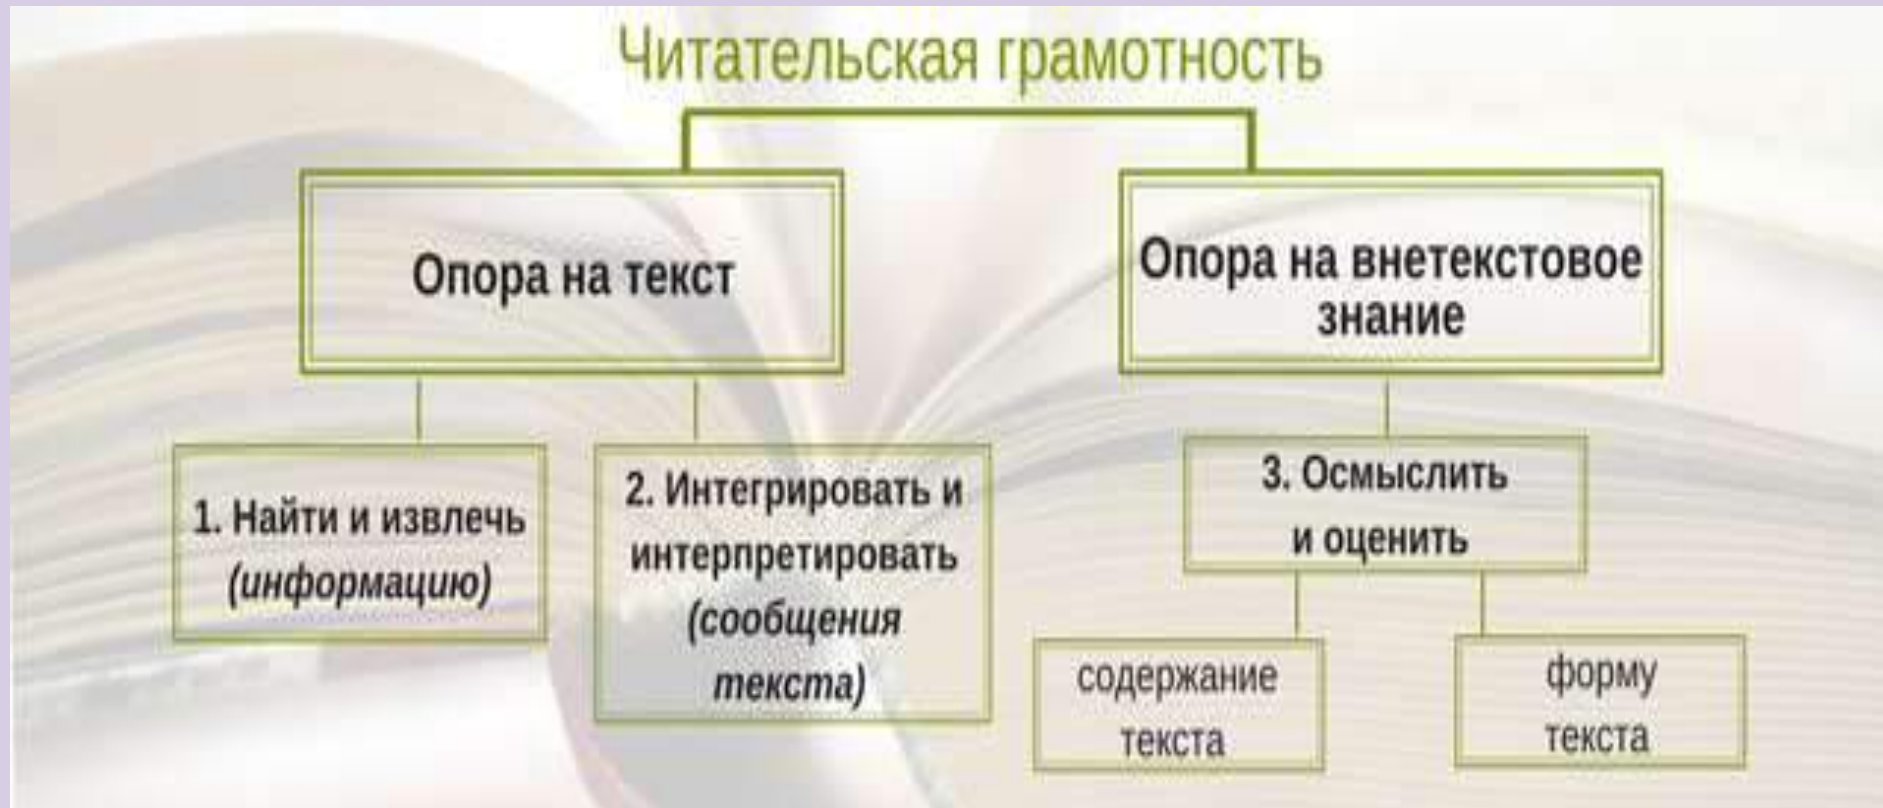 Читательская грамотность
Опора на текст
Опора на внетекстовое
знание
1. Найти и извлечь
(информацию)
2. Интегрировать и
интерпретировать
(сообщения
текста)
3. Осмыслить
и оценить
содержание
текста
форму
текста